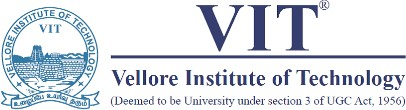 VELLORE INSTITUTE OF TECHNOLOGY
VIT
VIT®
Vellore Institute of Technology
(Deemed to be University under section 3 of UGC Act, 1956)